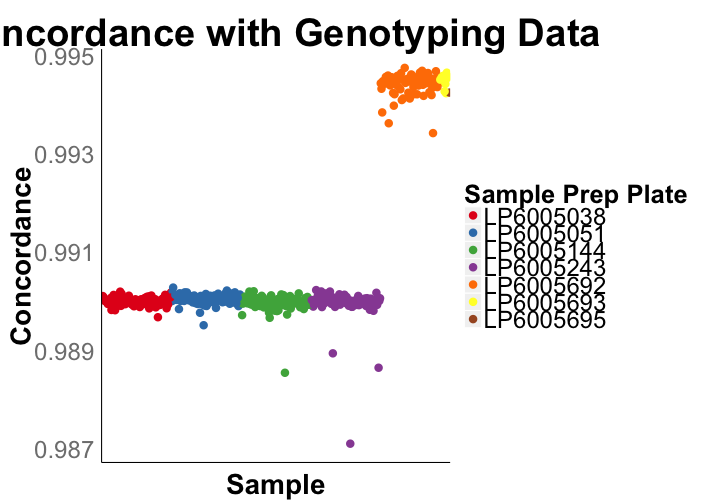 ncordance with Genotyping Data
0.995
0.993
0.991
0.989
0.987
Concordance
Sample
Sample Prep Plate
LP6005038
LP6005051
LP6005144
LP6005243
LP6005692
LP6005693
LP6005695